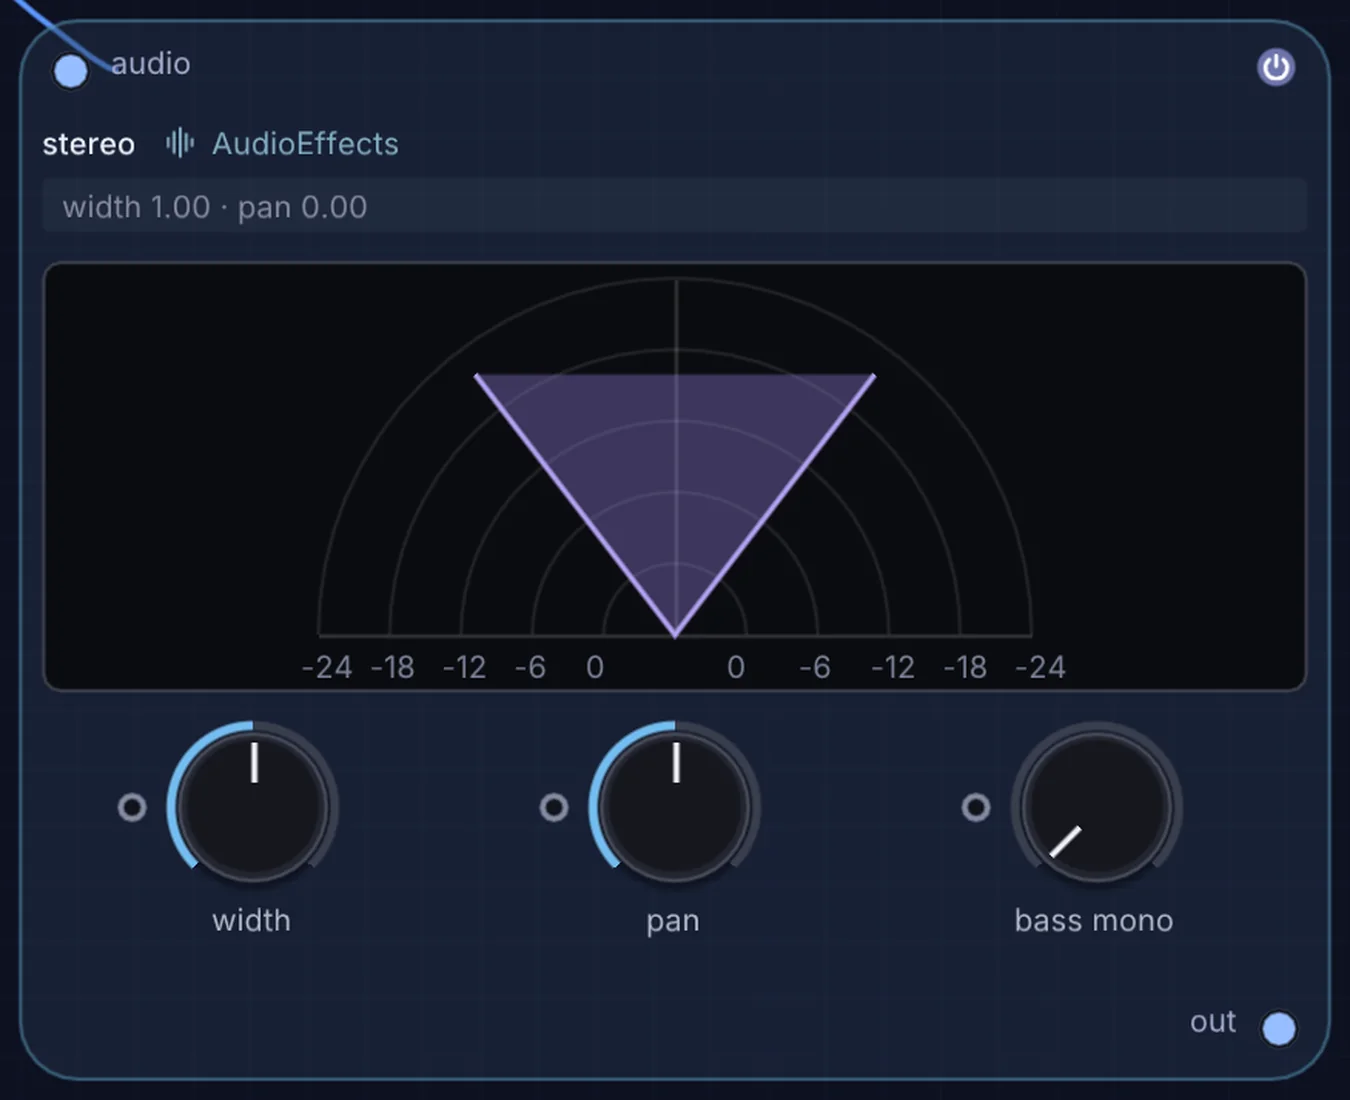 audio
stereo AudioEffects
width 1.00 · pan 0.00
-24 -18 -12 -6 0 0 -6 -12 -18 -24
width pan bass mono
out